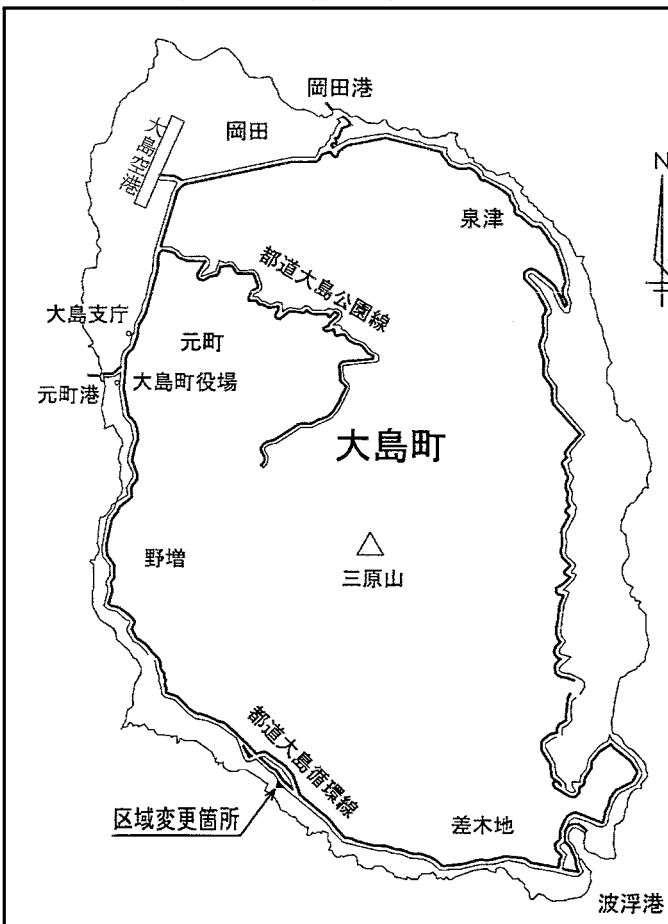 岡田港
岡田
大島空港
N
泉津
都道大島公園線
大島支庁
元町
元町港
大島町役場
大島町
野増
三原山
都道大島循環線
区域変更箇所
差木地
波浮港